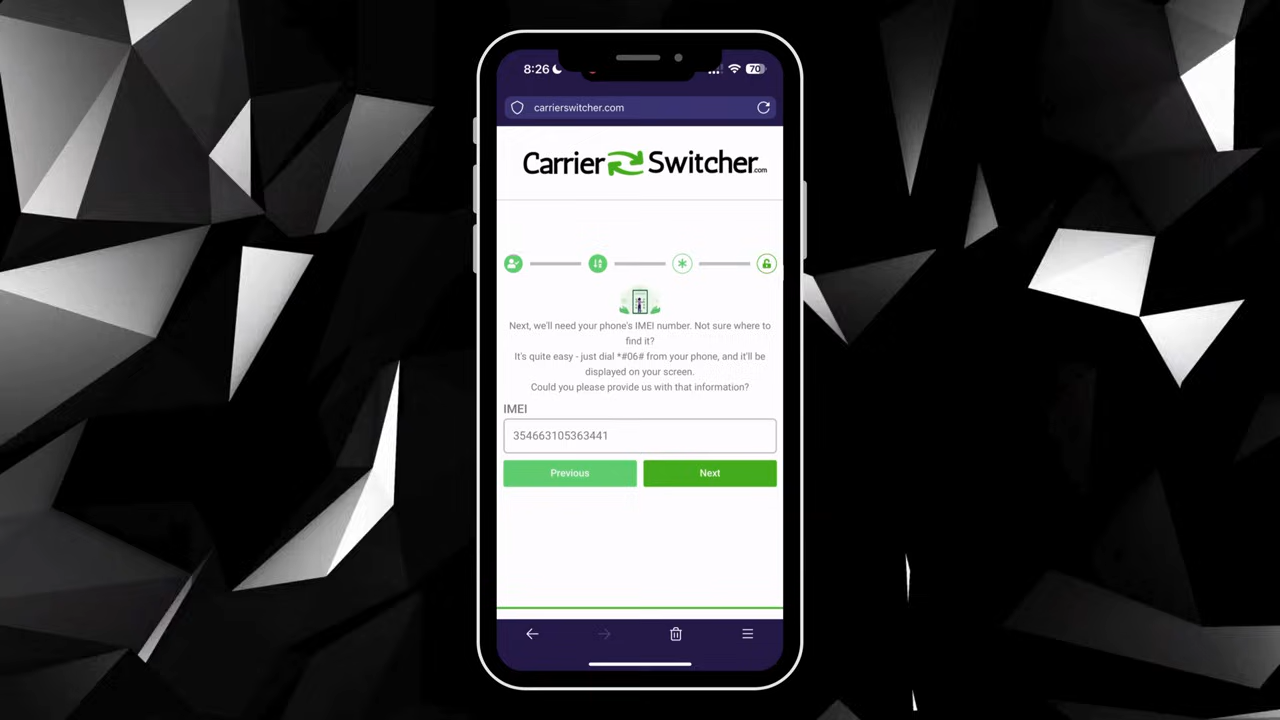 8:26
70
carrierswitcher.com
Carrier Switcher.com
Next, we'll need your phone's IMEI number. Not sure where to
find it?
It's quite easy - just dial *#06# from your phone, and it'll be
displayed on your screen.
Could you please provide us with that information?
IMEI
354663105363441
Previous
Next